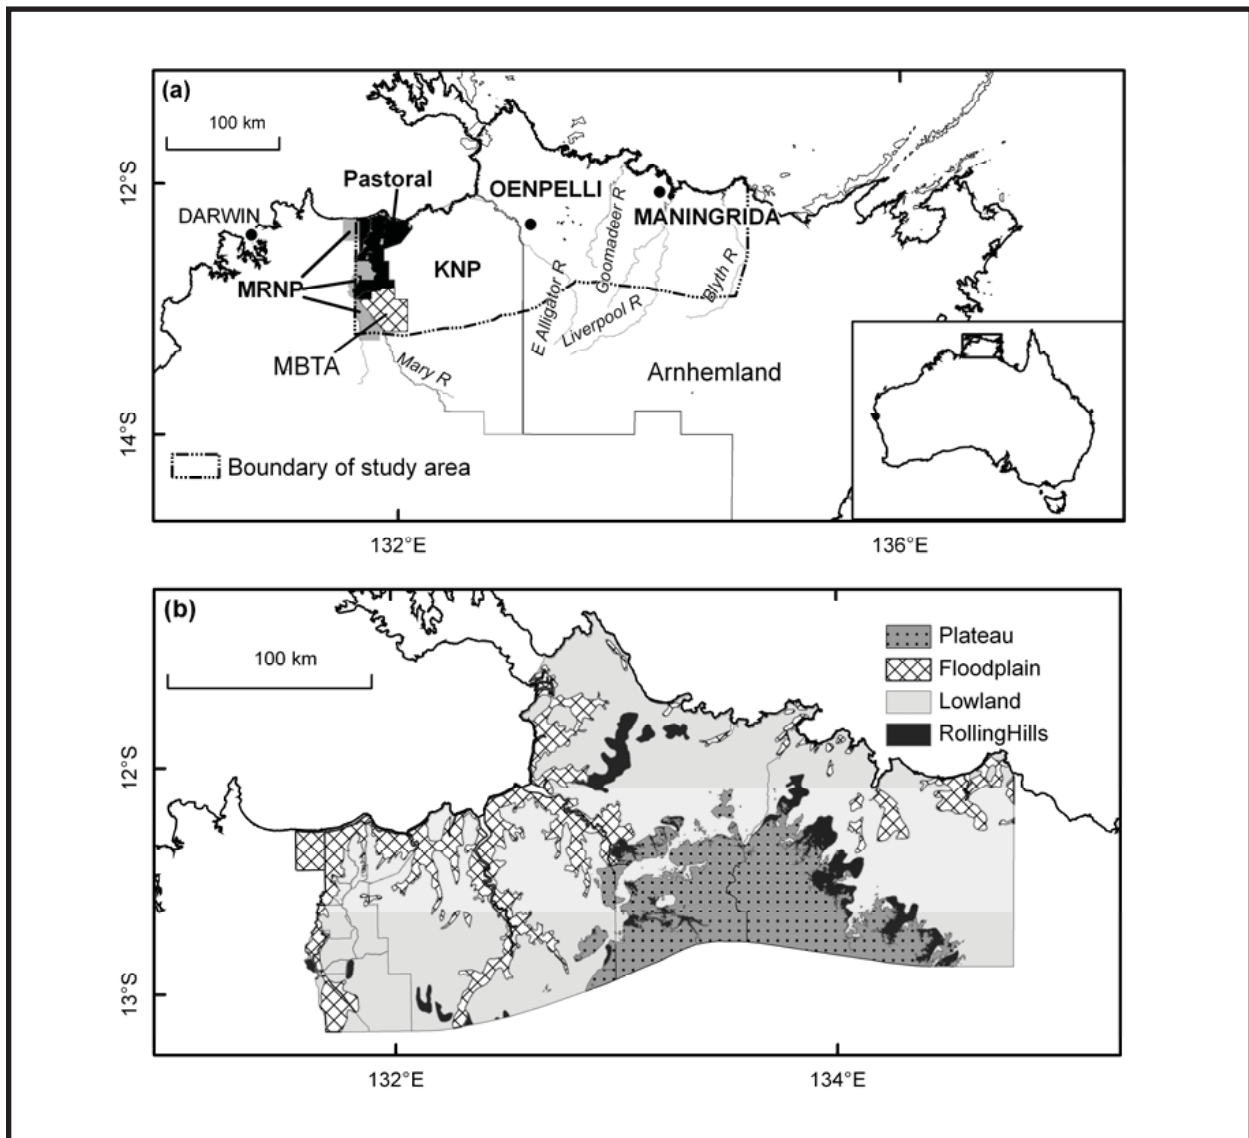 (a)
100 km
12°S
14°S
Pastoral
DARWIN
OENPELLI
MANINGRIDA
KNP
MRNP
MBTA
Goomadeer R
Blyth R
E Alligator R
Liverpool R
Mary R
Arnhemland
Boundary of study area
132°E
136°E
(b)
100 km
Plateau
Floodplain
Lowland
RollingHills
12°S
13°S
132°E
134°E